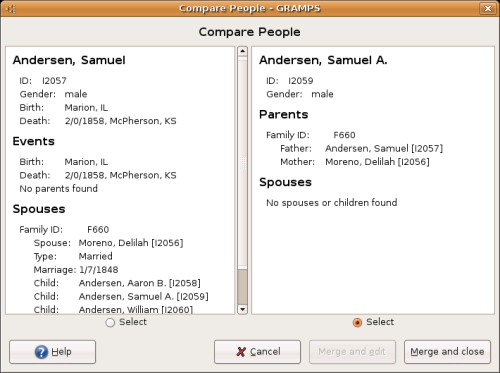 Compare People - GRAMPS
Compare People
Andersen, Samuel
ID: I2057
Gender: male
Birth: Marion, IL
Death: 2/0/1858, McPherson, KS
Events
Birth: Marion, IL
Death: 2/0/1858, McPherson, KS
No parents found
Spouses
Family ID: F660
Spouse: Moreno, Delilah [I2056]
Type: Married
Marriage: 1/7/1848
Child: Andersen, Aaron B. [I2058]
Child: Andersen, Samuel A. [I2059]
Child: Andersen, William [I2060]
Select
Andersen, Samuel A.
ID: I2059
Gender: male
Parents
Family ID: F660
Father: Andersen, Samuel [I2057]
Mother: Moreno, Delilah [I2056]
Spouses
No spouses or children found
Select
Help
Cancel
Merge and edit
Merge and close